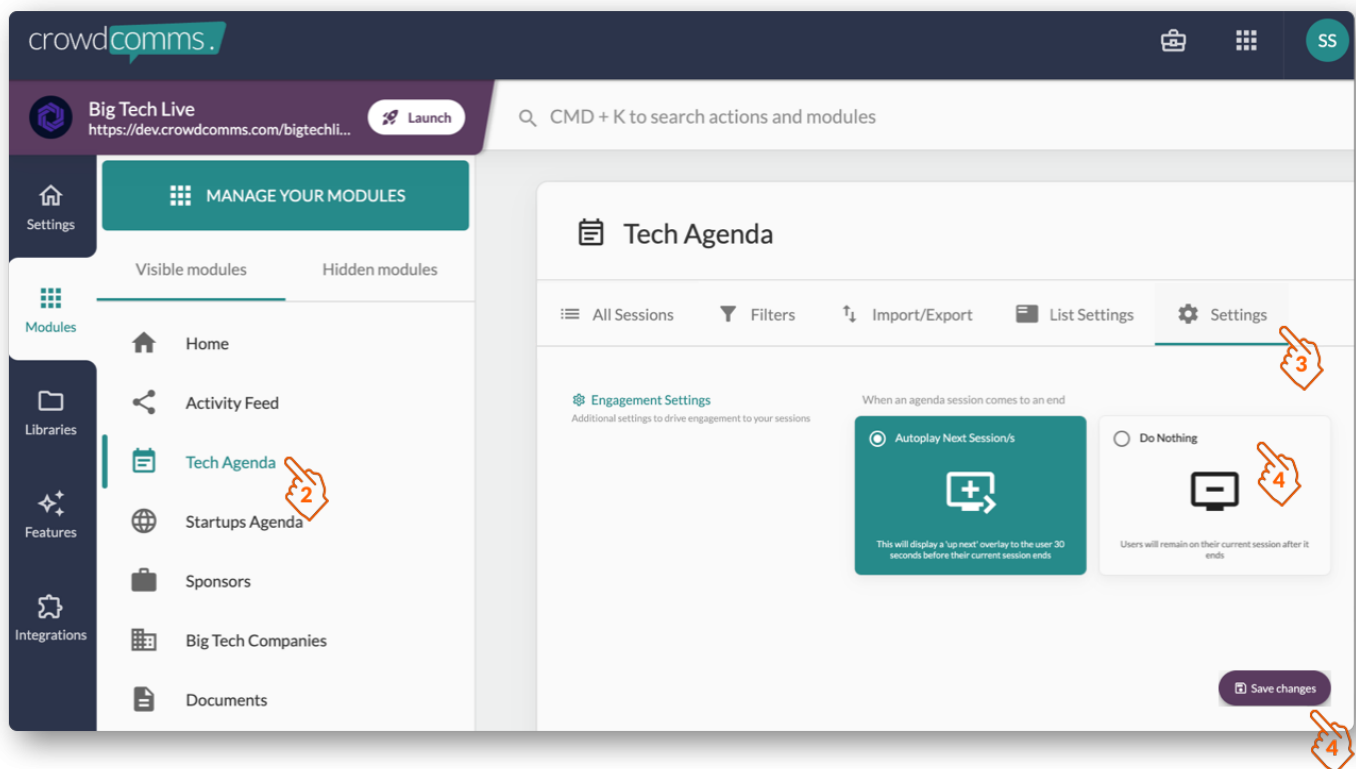 crowdcomms.
SS
Big Tech Live
https://dev.crowdcomms.com/bigtechli...
Launch
CMD + K to search actions and modules
Settings
Modules
Libraries
Features
Integrations
MANAGE YOUR MODULES
Visible modules
Hidden modules
Home
Activity Feed
Tech Agenda
2
Startups Agenda
Sponsors
Big Tech Companies
Documents
Tech Agenda
All Sessions
Filters
Import/Export
List Settings
Settings
3
Engagement Settings
Additional settings to drive engagement to your sessions
When an agenda session comes to an end
Autoplay Next Session/s
This will display a 'up next' overlay to the user 30
seconds before their current session ends
Do Nothing
4
Users will remain on their current session after it
ends
Save changes
4